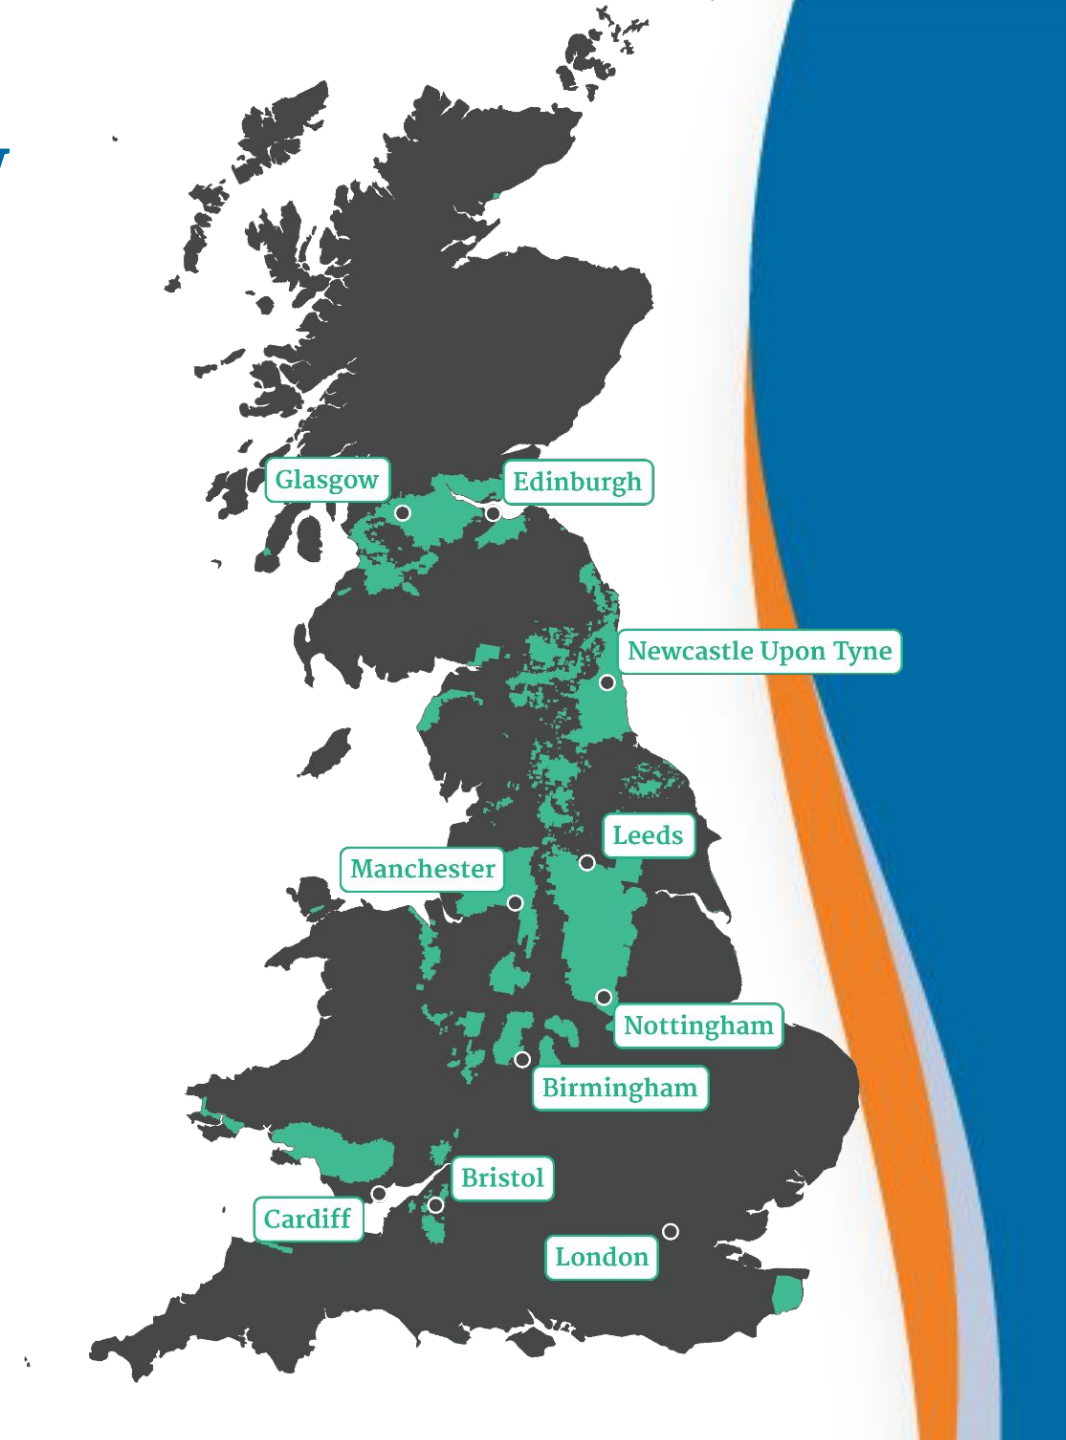 Glasgow
Edinburgh
Newcastle Upon Tyne
Leeds
Manchester
Nottingham
Birmingham
Bristol
Cardiff
London